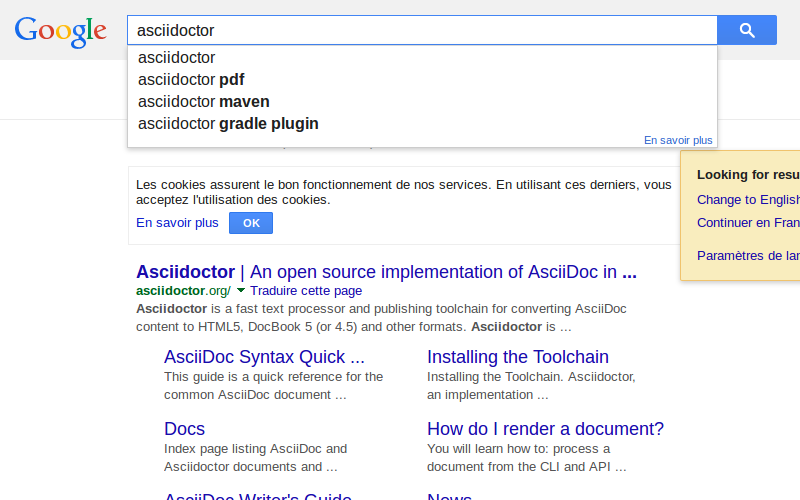 Google
asciidoctor
asciidoctor
asciidoctor pdf
asciidoctor maven
asciidoctor gradle plugin
En savoir plus
Les cookies assurent le bon fonctionnement de nos services. En utilisant ces derniers, vous
acceptez l'utilisation des cookies.
En savoir plus OK
Looking for resu
Change to English
Continuer en Fran
Paramètres de lan
Asciidoctor | An open source implementation of AsciiDoc in ...
asciidoctor.org/ Traduire cette page
Asciidoctor is a fast text processor and publishing toolchain for converting AsciiDoc
content to HTML5, DocBook 5 (or 4.5) and other formats. Asciidoctor is ...
AsciiDoc Syntax Quick ...
This guide is a quick reference for the
common AsciiDoc document ...
Installing the Toolchain
Installing the Toolchain. Asciidoctor,
an implementation ...
Docs
Index page listing AsciiDoc and
Asciidoctor documents and ...
How do I render a document?
You will learn how to: process a
document from the CLI and API ...
AsciiDoc Writer's Guide
News